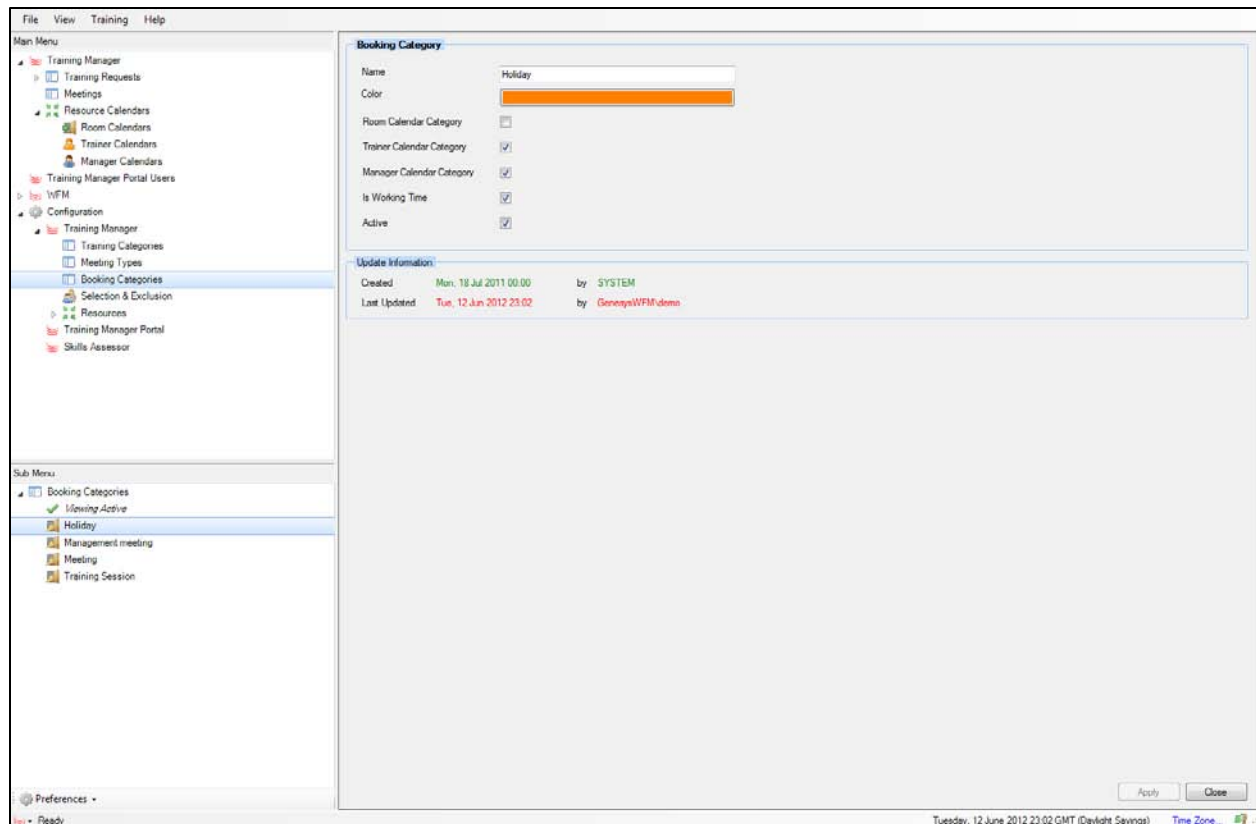 File View Training Help
Main Menu
Training Manager
Training Requests
Meetings
Resource Calendars
Room Calendars
Trainer Calendars
Manager Calendars
Training Manager Portal Users
WFM
Configuration
Training Manager
Training Categories
Meeting Types
Booking Categories
Selection & Exclusion
Resources
Training Manager Portal
Skills Assessor
Sub Menu
Booking Categories
Viewing Active
Holiday
Management meeting
Meeting
Training Session
Preferences
Ready
Booking Category
Name Holiday
Color
Room Calendar Category
Trainer Calendar Category
Manager Calendar Category
Is Working Time
Active
Update Information
Created Mon, 18 Jul 2011 00:00 by SYSTEM
Last Updated Tue, 12 Jun 2012 23:02 by GenesysWFM\demo
Apply Close
Tuesday, 12 June 2012 23:02 GMT (Daylight Savings) Time Zone...